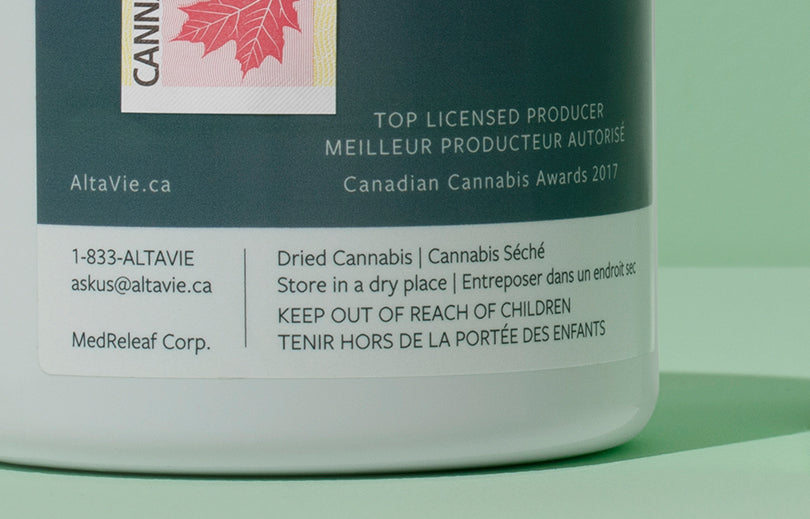 CANN
TOP LICENSED PRODUCER
MEILLEUR PRODUCTEUR AUTORISÉ
AltaVie.ca
Canadian Cannabis Awards 2017
1-833-ALTAVIE
askus@altavie.ca
MedReleaf Corp.
Dried Cannabis | Cannabis Séché
Store in a dry place | Entreposer dans un endroit sec
KEEP OUT OF REACH OF CHILDREN
TENIR HORS DE LA PORTÉE DES ENFANTS